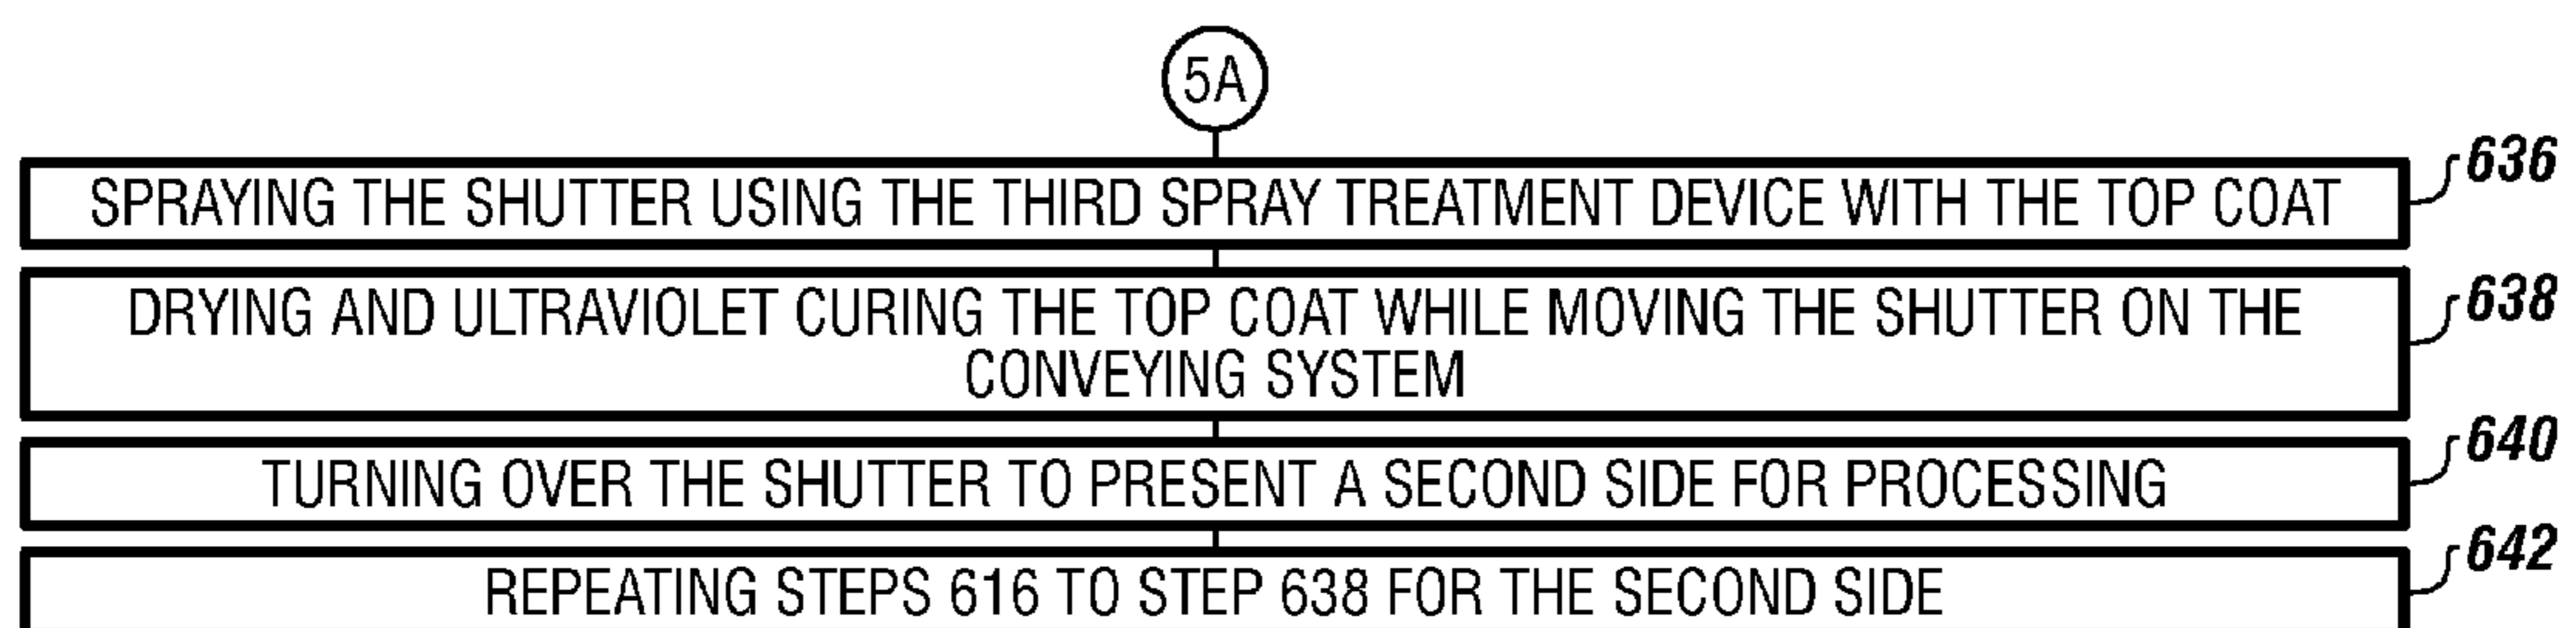 5A
SPRAYING THE SHUTTER USING THE THIRD SPRAY TREATMENT DEVICE WITH THE TOP COAT
636
DRYING AND ULTRAVIOLET CURING THE TOP COAT WHILE MOVING THE SHUTTER ON THE
CONVEYING SYSTEM
638
TURNING OVER THE SHUTTER TO PRESENT A SECOND SIDE FOR PROCESSING
640
REPEATING STEPS 616 TO STEP 638 FOR THE SECOND SIDE
642